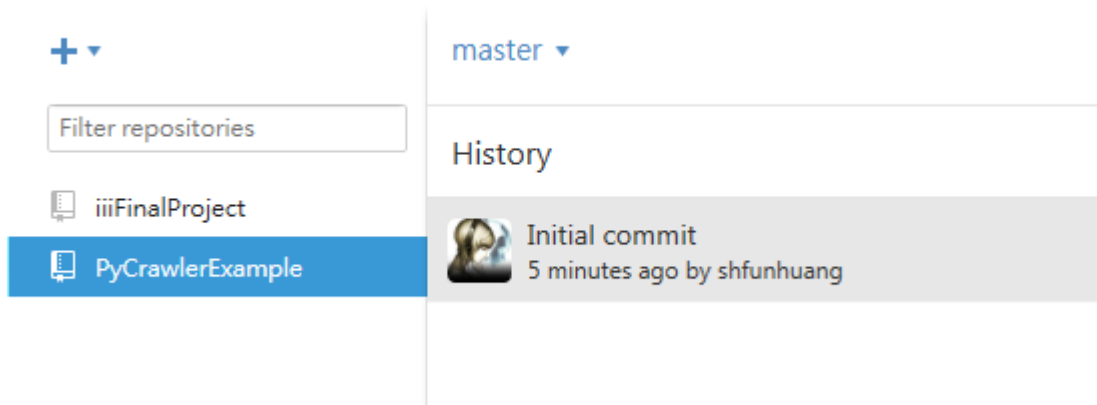 master
Filter repositories
History
iiiFinalProject
PyCrawlerExample
Initial commit
5 minutes ago by shfunhuang